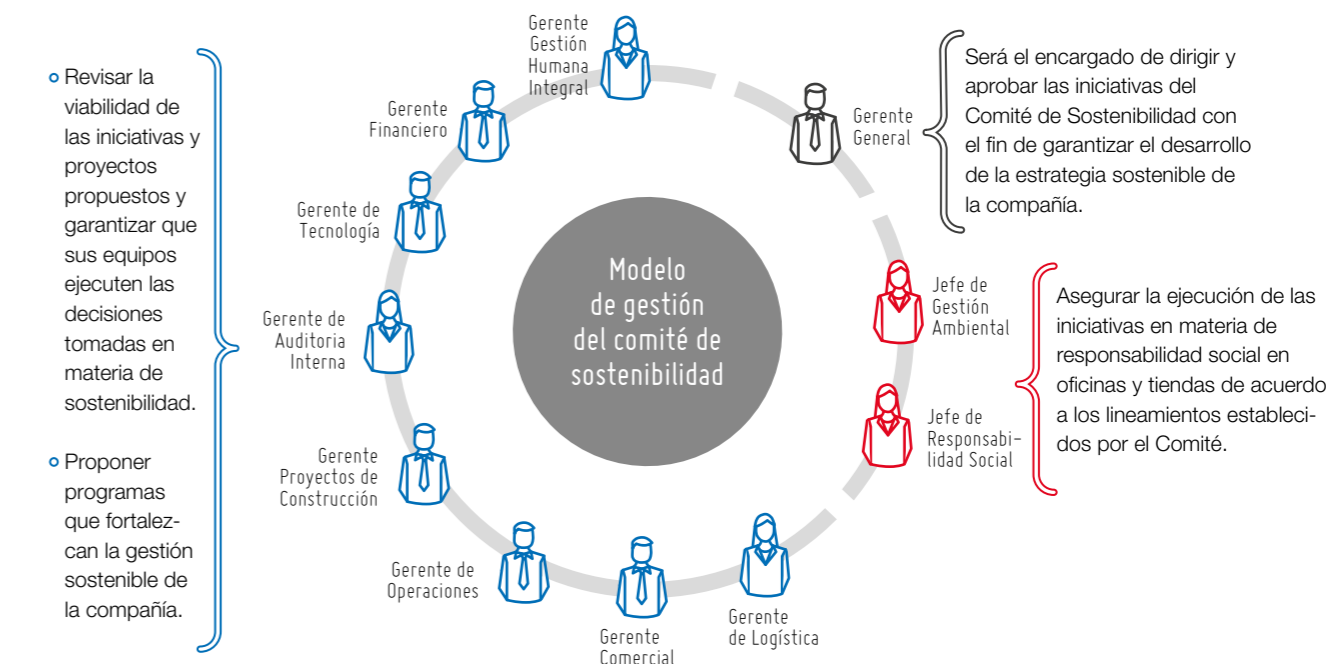 Revisar la
viabilidad de
las iniciativas y
proyectos
propuestos y
garantizar que
sus equipos
ejecuten las
decisiones
tomadas en
materia de
sostenibilidad.
Proponer
programas
que fortalez-
can la gestión
sostenible de
la compañía.
Gerente
Gestión
Humana
Integral
Gerente
Financiero
Gerente de
Tecnología
Gerente de
Auditoria
Interna
Gerente
Proyectos de
Construcción
Gerente de
Operaciones
Gerente
Comercial
Gerente
de Logística
Modelo
de gestión
del comité de
sostenibilidad
Gerente
General
Será el encargado de dirigir y
aprobar las iniciativas del
Comité de Sostenibilidad con
el fin de garantizar el desarrollo
de la estrategia sostenible de
la compañía.
Jefe de
Gestión
Ambiental
Jefe de
Responsabi-
lidad Social
Asegurar la ejecución de las
iniciativas en materia de
responsabilidad social en
oficinas y tiendas de acuerdo
a los lineamientos estableci-
dos por el Comité.